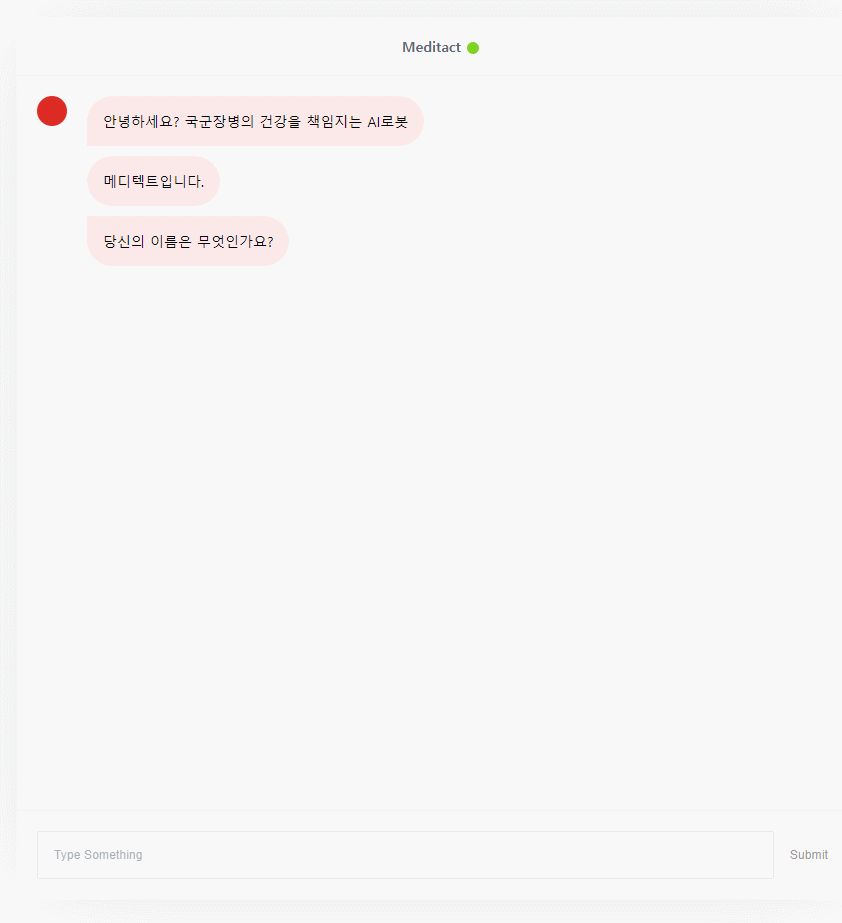 Meditact
안녕하세요? 국군장병의 건강을 책임지는 AI로봇
메디텍트입니다.
당신의 이름은 무엇인가요?
Type Something
Submit